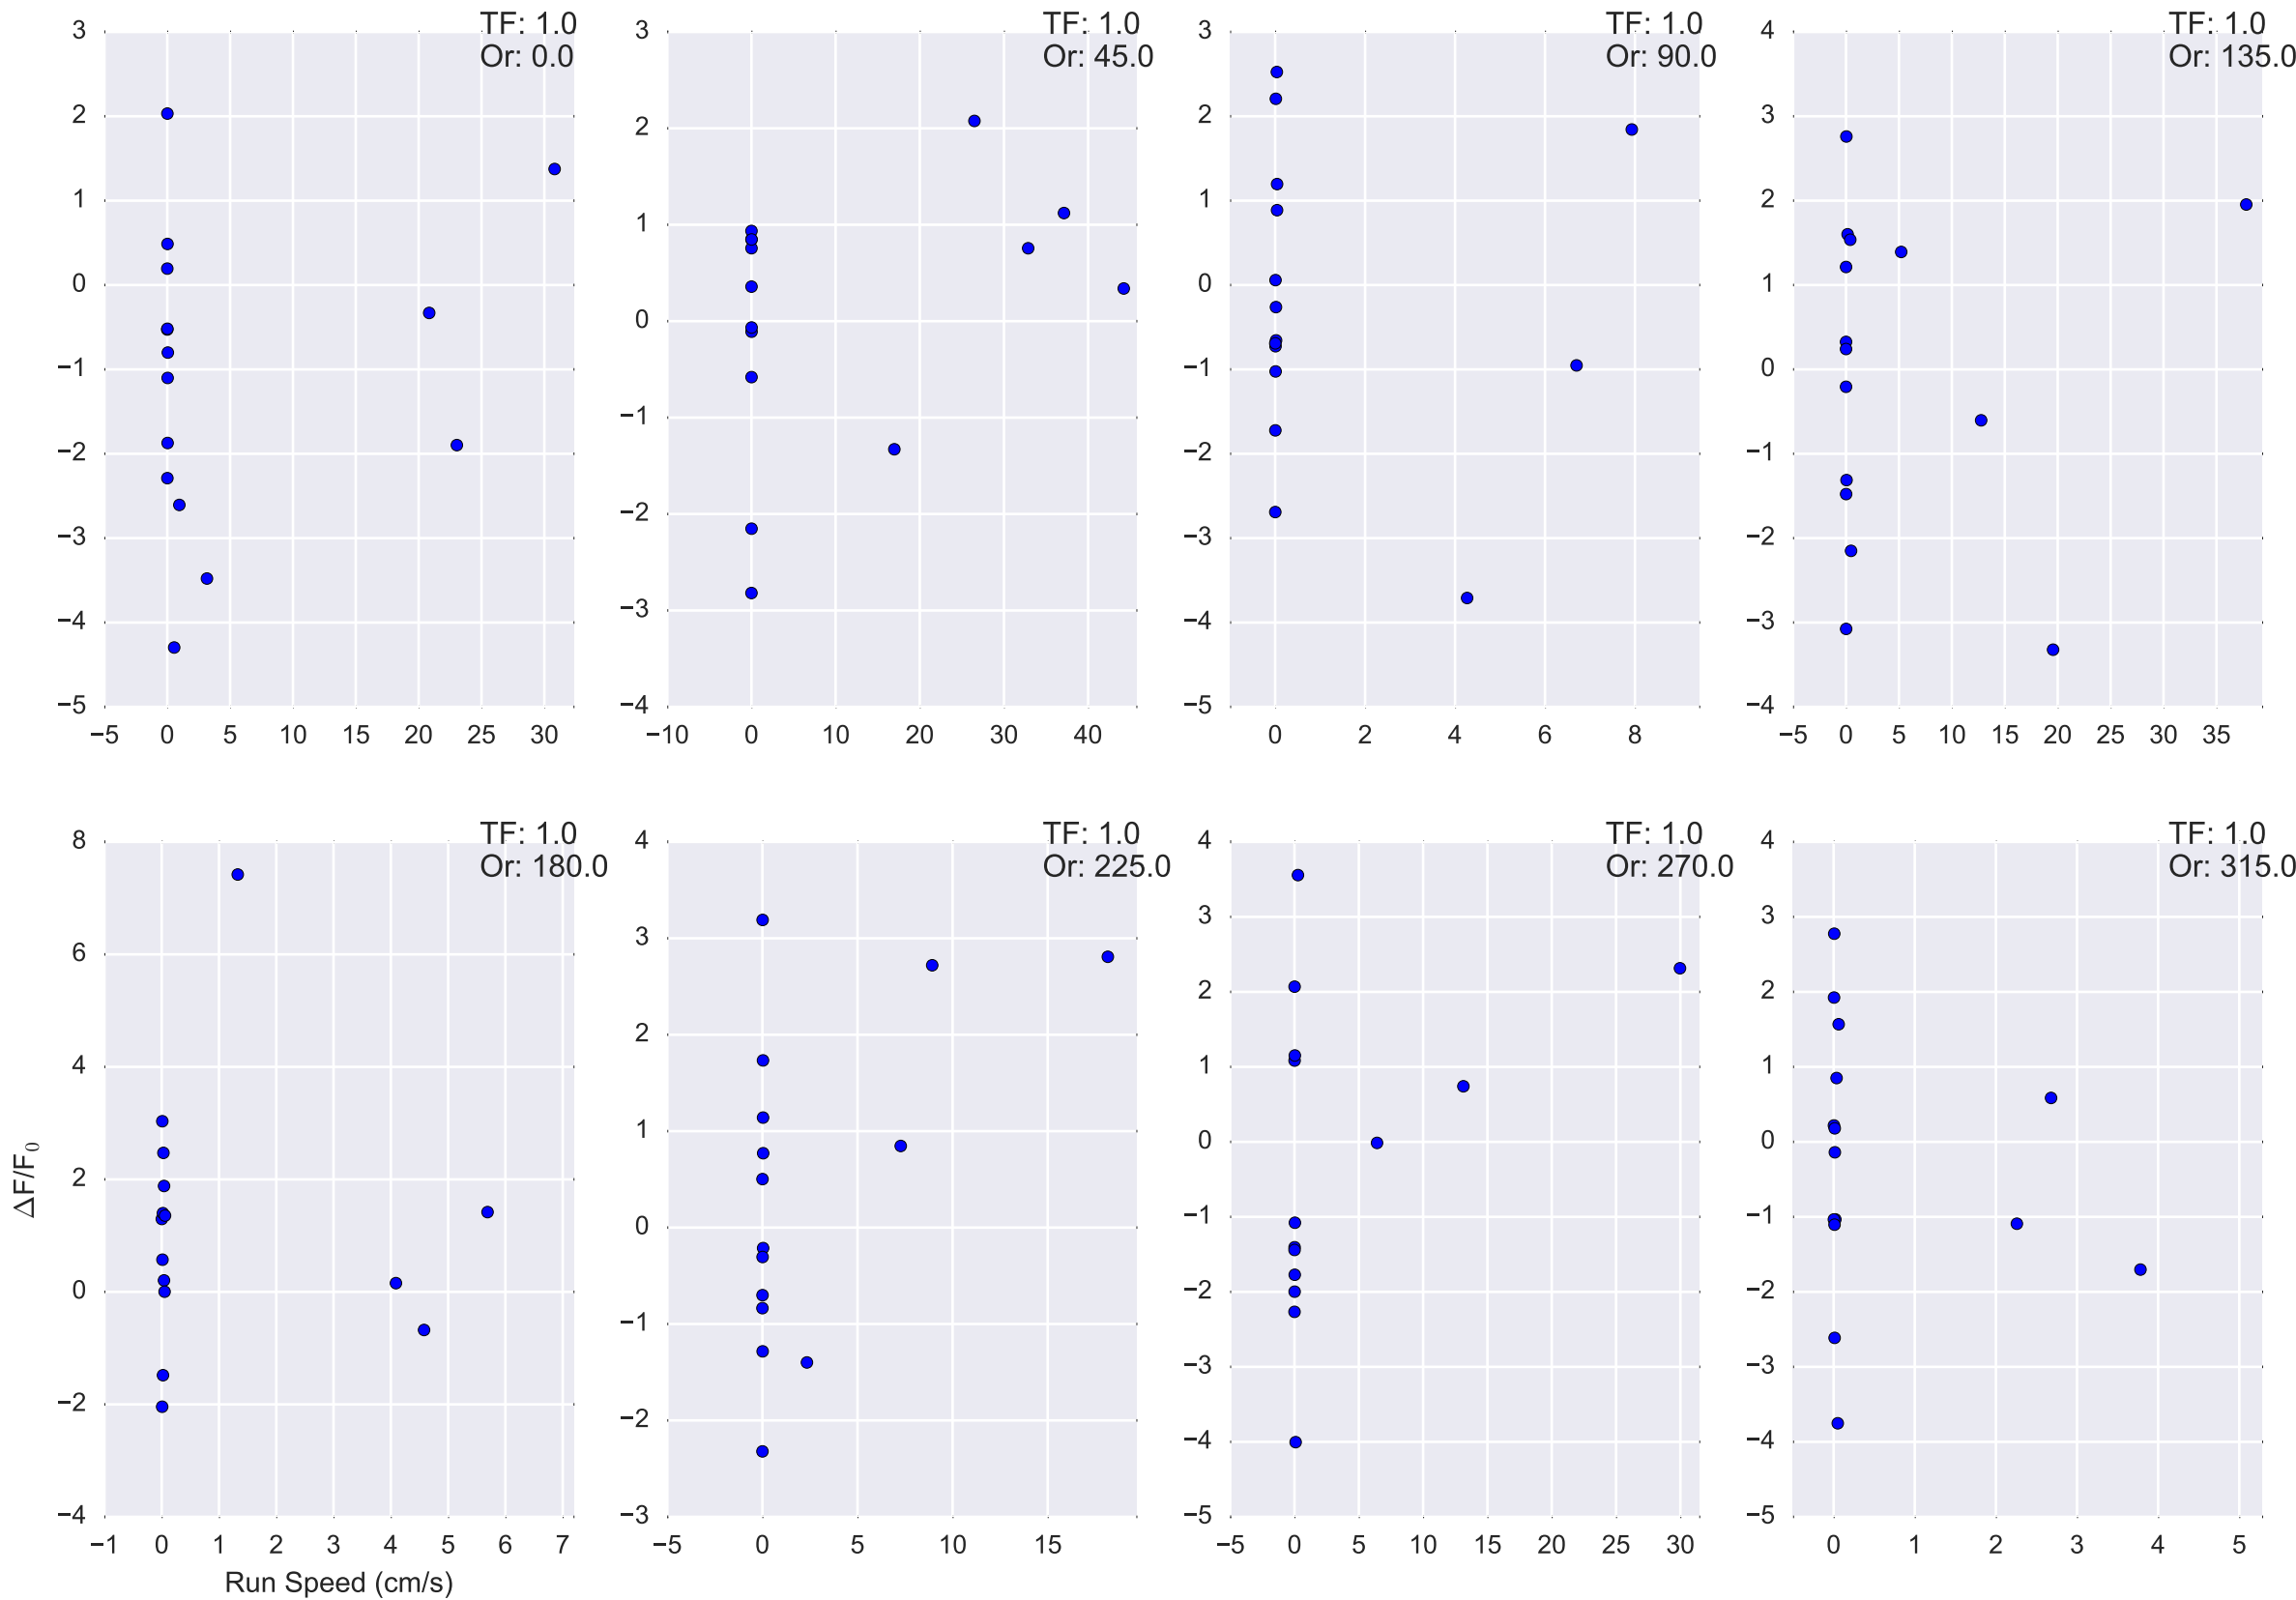 TF: 1.0
Or: 0.0
3
2
1
0
−1
−2
−3
−4
−5
−5 0 5 10 15 20 25 30
TF: 1.0
Or: 45.0
3
2
1
0
−1
−2
−3
−4
−10 0 10 20 30 40
TF: 1.0
Or: 90.0
3
2
1
0
−1
−2
−3
−4
−5
0 2 4 6 8
TF: 1.0
Or: 135.0
4
3
2
1
0
−1
−2
−3
−4
−5 0 5 10 15 20 25 30 35
TF: 1.0
Or: 180.0
8
6
4
2
0
−2
−4
−1 0 1 2 3 4 5 6 7
ΔF/F₀
Run Speed (cm/s)
TF: 1.0
Or: 225.0
4
3
2
1
0
−1
−2
−3
−5 0 5 10 15
TF: 1.0
Or: 270.0
4
3
2
1
0
−1
−2
−3
−4
−5
−5 0 5 10 15 20 25 30
TF: 1.0
Or: 315.0
4
3
2
1
0
−1
−2
−3
−4
−5
0 1 2 3 4 5